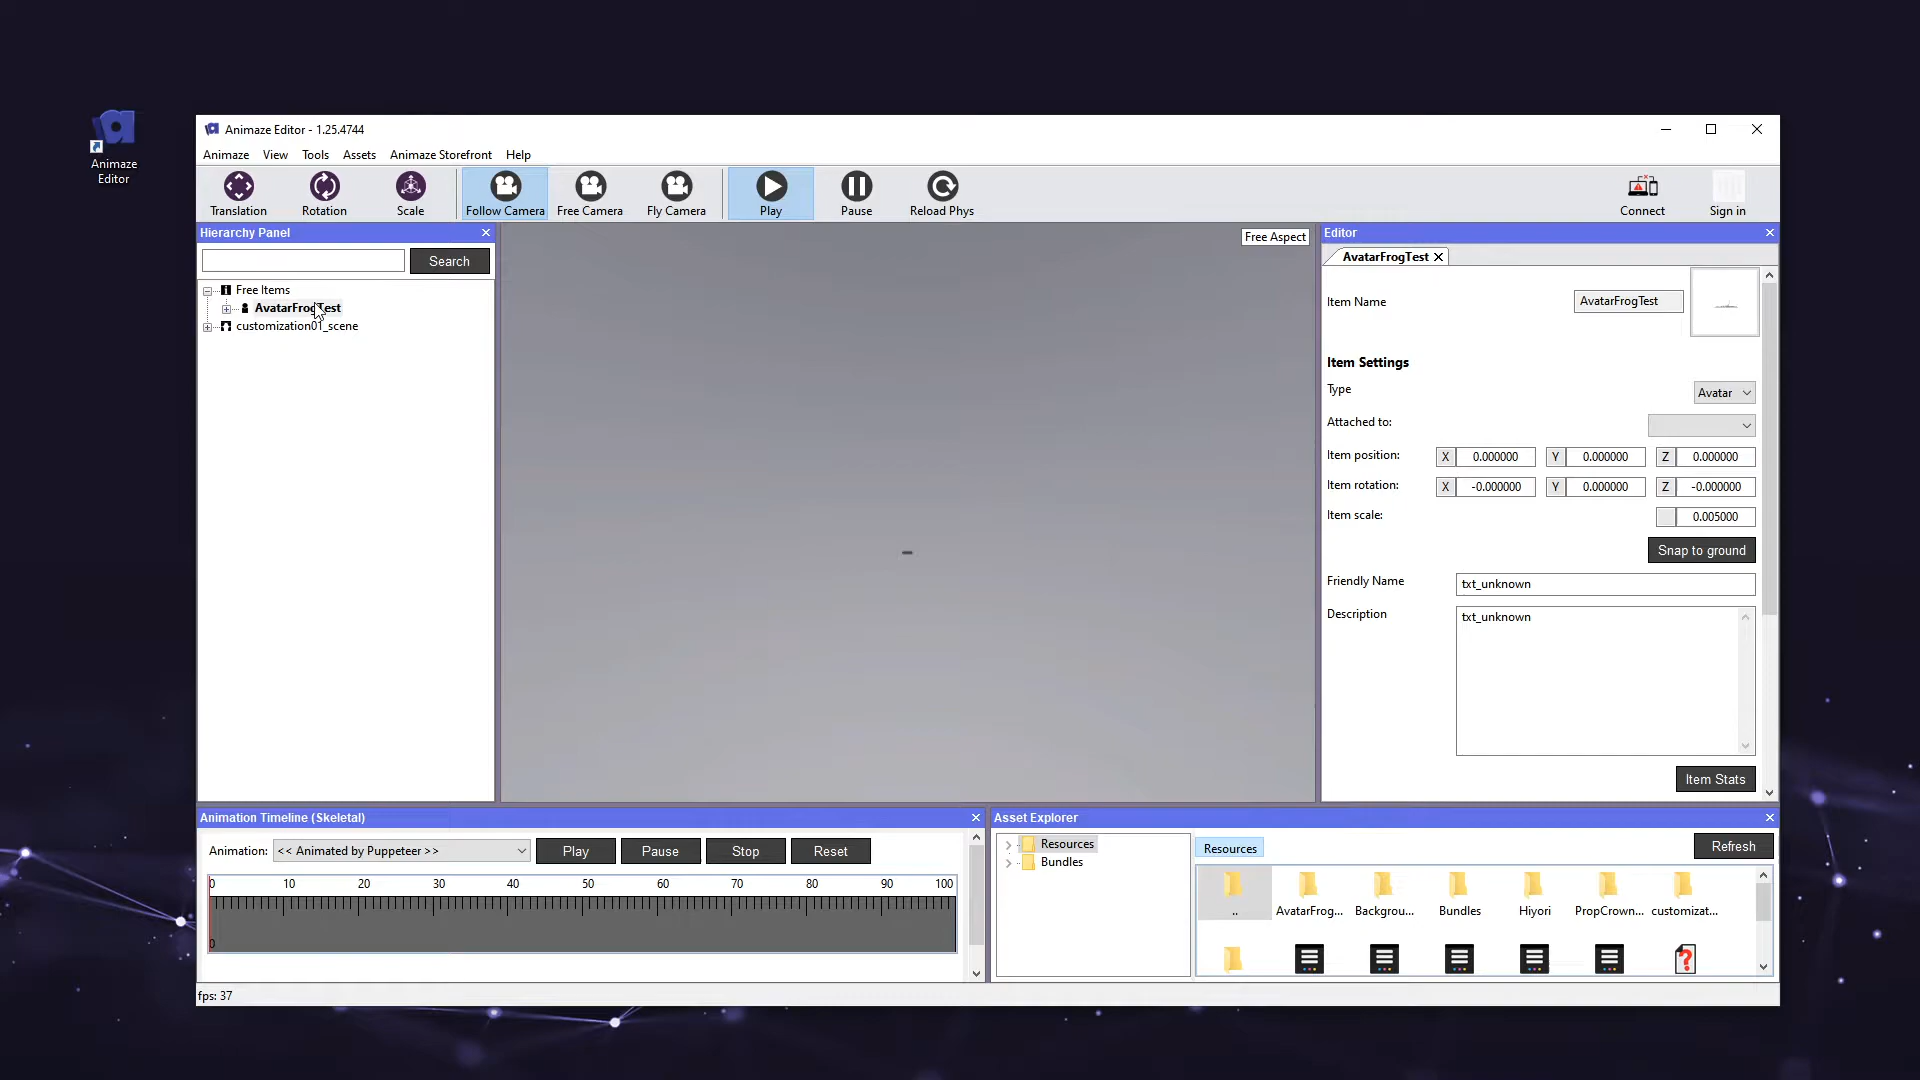 Animaze
Editor
Animaze Editor - 1.25.4744
Animaze View Tools Assets Animaze Storefront Help
Translation Rotation Scale Follow Camera Free Camera Fly Camera Play Pause Reload Phys Connect Sign in
Hierarchy Panel
Search
Free Items
AvatarFrogTest
customization01_scene
Free Aspect
Editor
AvatarFrogTest
Item Name AvatarFrogTest
Item Settings
Type Avatar
Attached to:
Item position: X 0.000000 Y 0.000000 Z 0.000000
Item rotation: X -0.000000 Y 0.000000 Z -0.000000
Item scale: 0.005000
Snap to ground
Friendly Name txt_unknown
Description txt_unknown
Item Stats
Animation Timeline (Skeletal)
Animation: << Animated by Puppeteer >> Play Pause Stop Reset
0 10 20 30 40 50 60 70 80 90 100
0
Asset Explorer
Resources
Bundles
Resources
Refresh
.. AvatarFrog... Backgrou... Bundles Hiyori PropCrown... customizat...
fps: 37